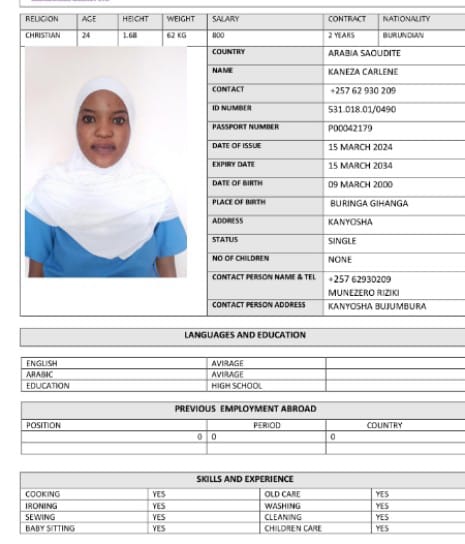 RELIGION AGE HEIGHT WEIGHT SALARY CONTRACT NATIONALITY
CHRISTIAN 24 1.68 62 KG 800 2 YEARS BURUNDIAN
COUNTRY ARABIA SAOUDITE
NAME KANEZA CARLENE
CONTACT +257 62 930 209
ID NUMBER 531.018.01/0490
PASSPORT NUMBER P00042179
DATE OF ISSUE 15 MARCH 2024
EXPIRY DATE 15 MARCH 2034
DATE OF BIRTH 09 MARCH 2000
PLACE OF BIRTH BURINGA GIHANGA
ADDRESS KANYOSHA
STATUS SINGLE
NO OF CHILDREN NONE
CONTACT PERSON NAME & TEL +257 62930209
MUNEZERO RIZIKI
CONTACT PERSON ADDRESS KANYOSHA BUJUMBURA
LANGUAGES AND EDUCATION
ENGLISH AVIRAGE
ARABIC AVIRAGE
EDUCATION HIGH SCHOOL
PREVIOUS EMPLOYMENT ABROAD
POSITION PERIOD COUNTRY
0 0 0
SKILLS AND EXPERIENCE
COOKING YES OLD CARE YES
IRONING YES WASHING YES
SEWING YES CLEANING YES
BABY SITTING YES CHILDREN CARE YES